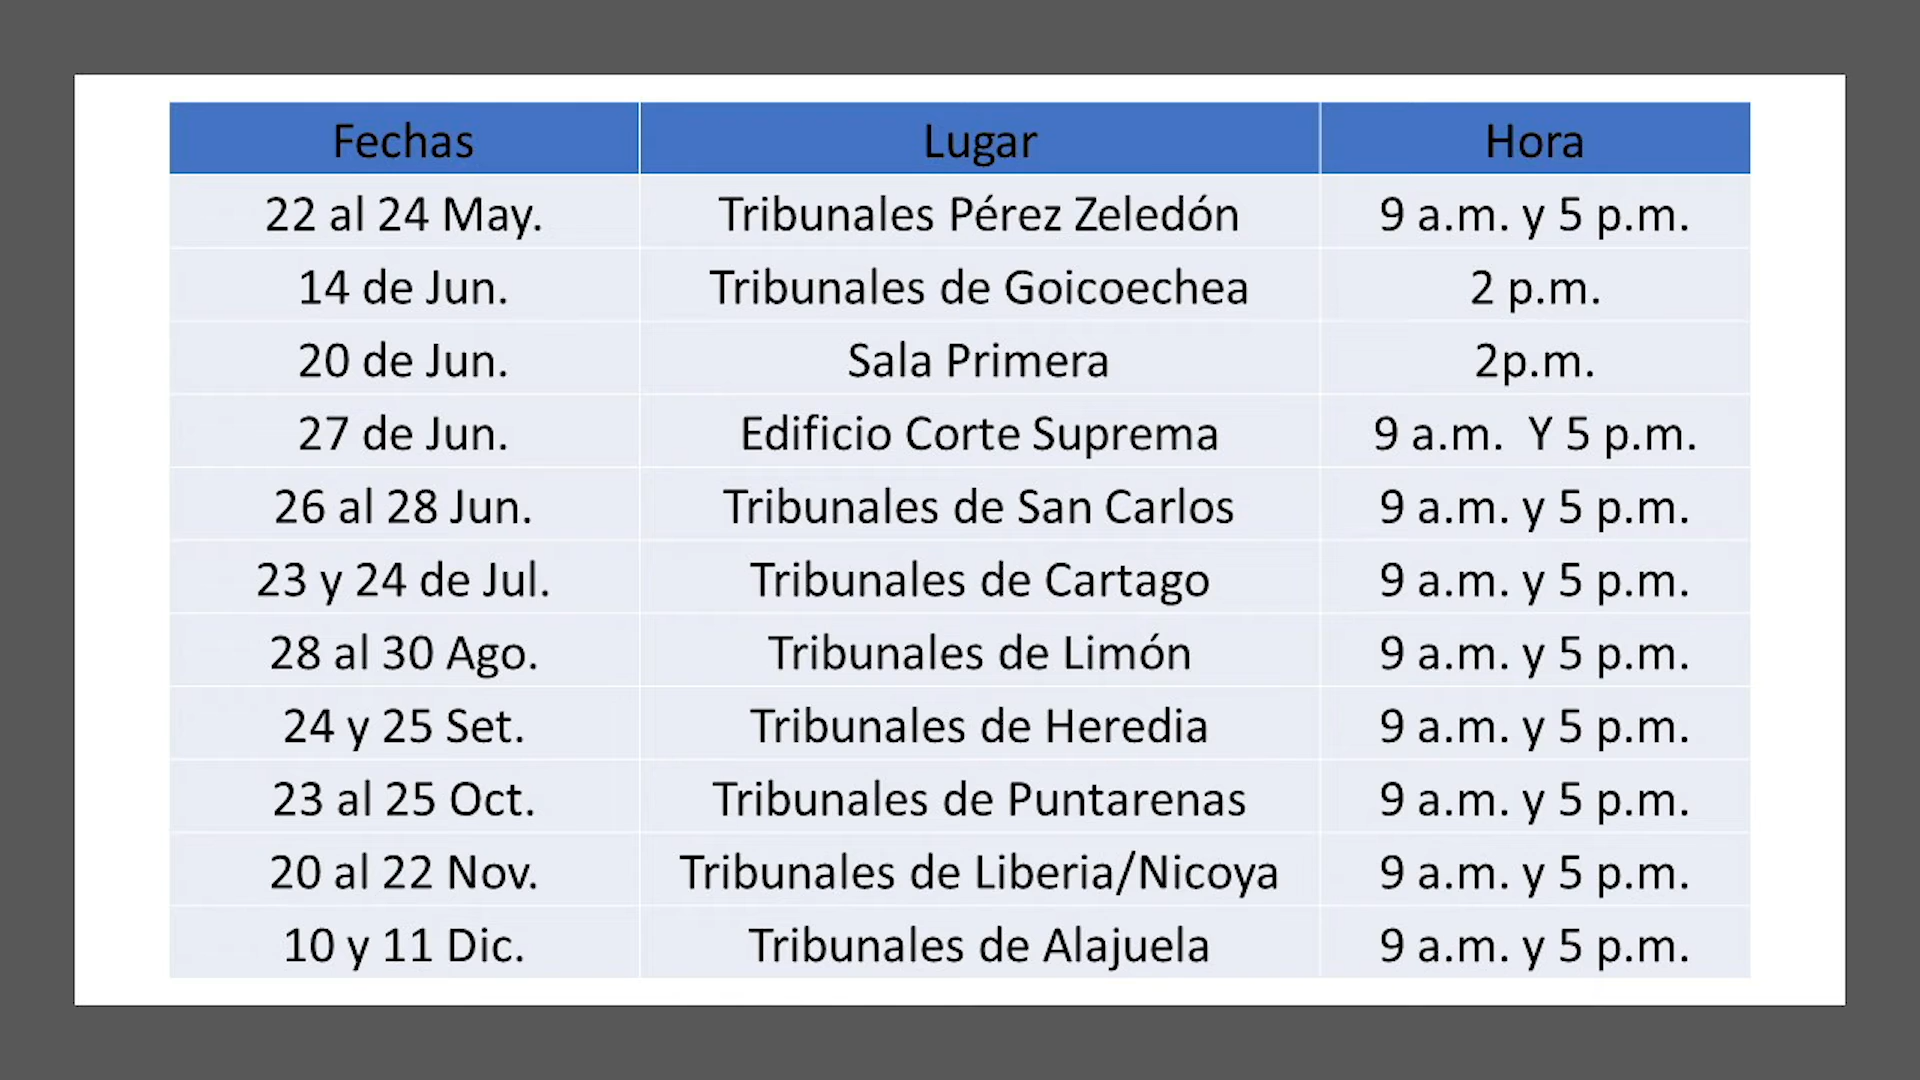 Fechas Lugar Hora
22 al 24 May. Tribunales Pérez Zeledón 9 a.m. y 5 p.m.
14 de Jun. Tribunales de Goicoechea 2 p.m.
20 de Jun. Sala Primera 2p.m.
27 de Jun. Edificio Corte Suprema 9 a.m. Y 5 p.m.
26 al 28 Jun. Tribunales de San Carlos 9 a.m. y 5 p.m.
23 y 24 de Jul. Tribunales de Cartago 9 a.m. y 5 p.m.
28 al 30 Ago. Tribunales de Limón 9 a.m. y 5 p.m.
24 y 25 Set. Tribunales de Heredia 9 a.m. y 5 p.m.
23 al 25 Oct. Tribunales de Puntarenas 9 a.m. y 5 p.m.
20 al 22 Nov. Tribunales de Liberia/Nicoya 9 a.m. y 5 p.m.
10 y 11 Dic. Tribunales de Alajuela 9 a.m. y 5 p.m.